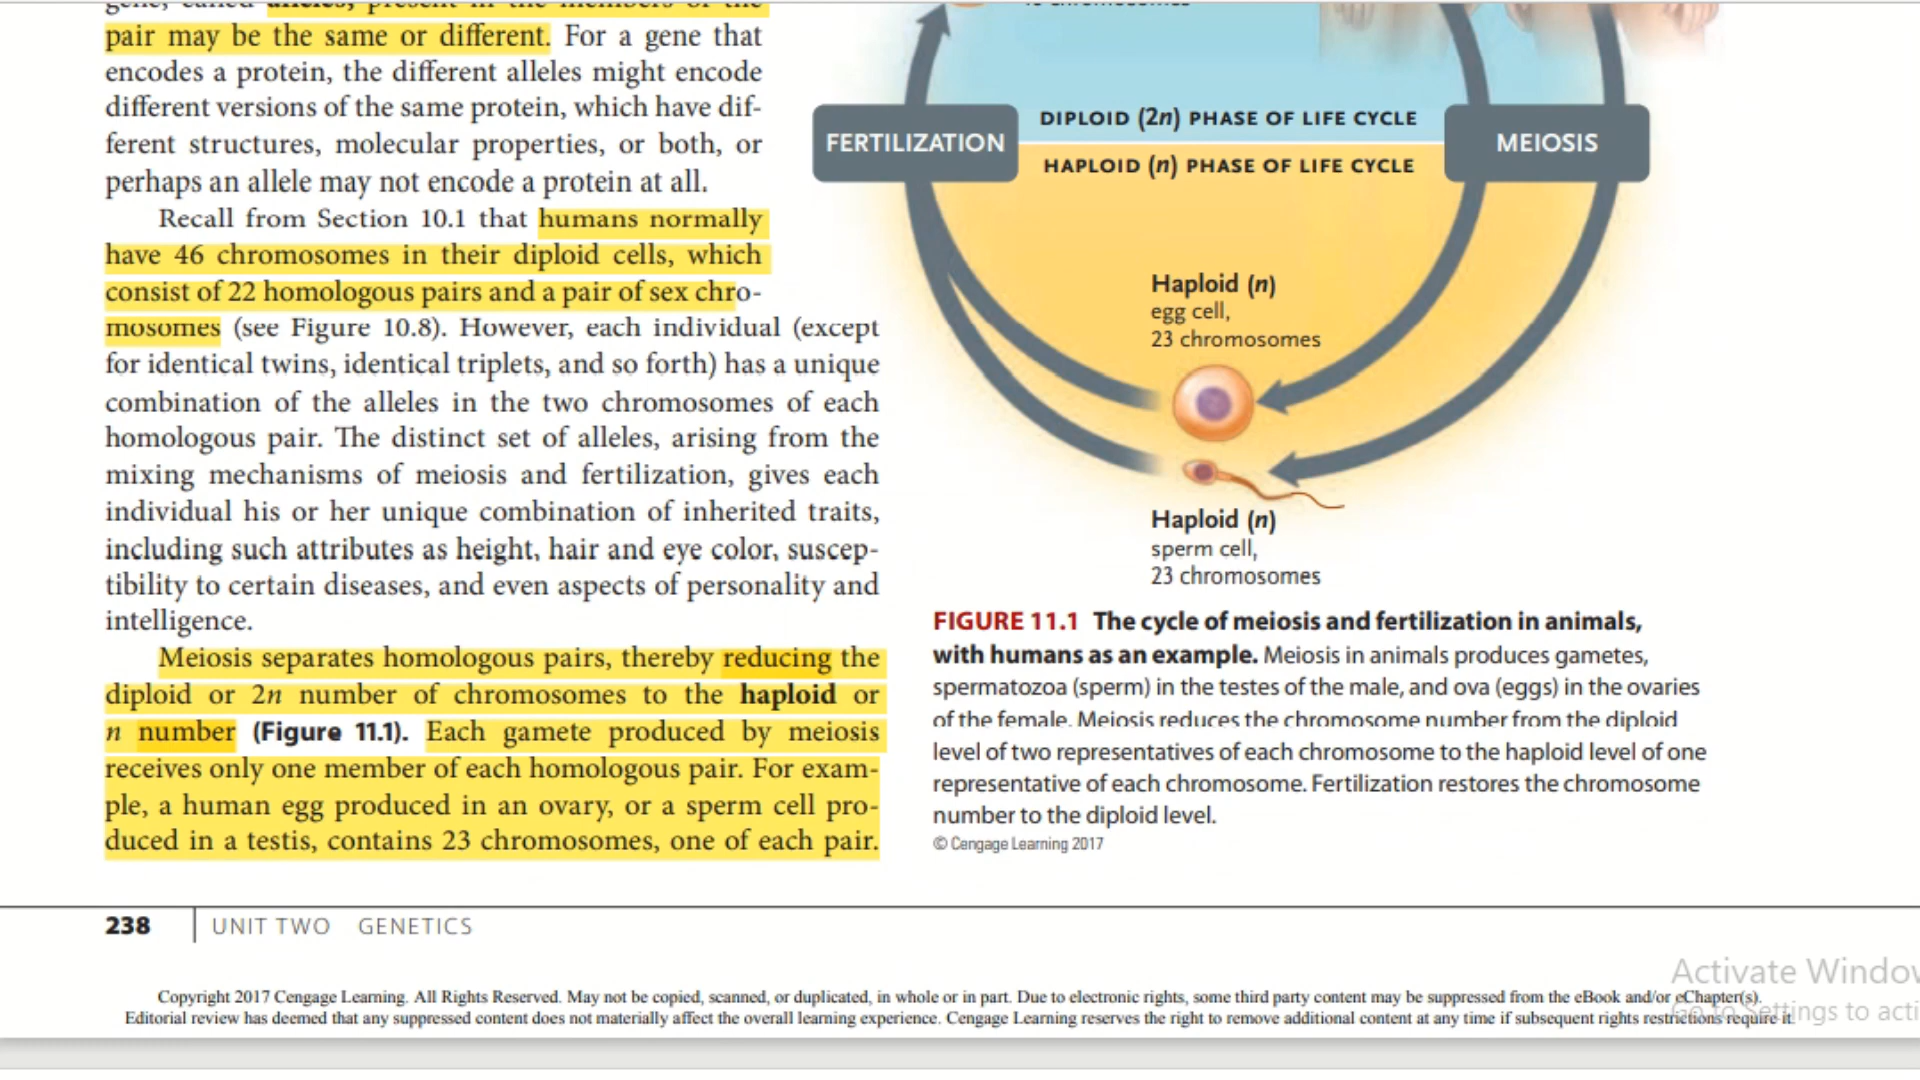 pair may be the same or different. For a gene that
encodes a protein, the different alleles might encode
different versions of the same protein, which have dif-
ferent structures, molecular properties, or both, or
perhaps an allele may not encode a protein at all.
Recall from Section 10.1 that humans normally
have 46 chromosomes in their diploid cells, which
consist of 22 homologous pairs and a pair of sex chro-
mosomes (see Figure 10.8). However, each individual (except
for identical twins, identical triplets, and so forth) has a unique
combination of the alleles in the two chromosomes of each
homologous pair. The distinct set of alleles, arising from the
mixing mechanisms of meiosis and fertilization, gives each
individual his or her unique combination of inherited traits,
including such attributes as height, hair and eye color, suscep-
tibility to certain diseases, and even aspects of personality and
intelligence.
Meiosis separates homologous pairs, thereby reducing the
diploid or 2n number of chromosomes to the haploid or
n number (Figure 11.1). Each gamete produced by meiosis
receives only one member of each homologous pair. For exam-
ple, a human egg produced in an ovary, or a sperm cell pro-
duced in a testis, contains 23 chromosomes, one of each pair.
FERTILIZATION
DIPLOID (2n) PHASE OF LIFE CYCLE
HAPLOID (n) PHASE OF LIFE CYCLE
MEIOSIS
Haploid (n)
egg cell,
23 chromosomes
Haploid (n)
sperm cell,
23 chromosomes
FIGURE 11.1 The cycle of meiosis and fertilization in animals,
with humans as an example. Meiosis in animals produces gametes,
spermatozoa (sperm) in the testes of the male, and ova (eggs) in the ovaries
of the female. Meiosis reduces the chromosome number from the diploid
level of two representatives of each chromosome to the haploid level of one
representative of each chromosome. Fertilization restores the chromosome
number to the diploid level.
© Cengage Learning 2017
238 UNIT TWO GENETICS
Activate Window
Copyright 2017 Cengage Learning. All Rights Reserved. May not be copied, scanned, or duplicated, in whole or in part. Due to electronic rights, some third party content may be suppressed from the eBook and/or eChapter(s).
Go to Settings to acti
Editorial review has deemed that any suppressed content does not materially affect the overall learning experience. Cengage Learning reserves the right to remove additional content at any time if subsequent rights restrictions require it.